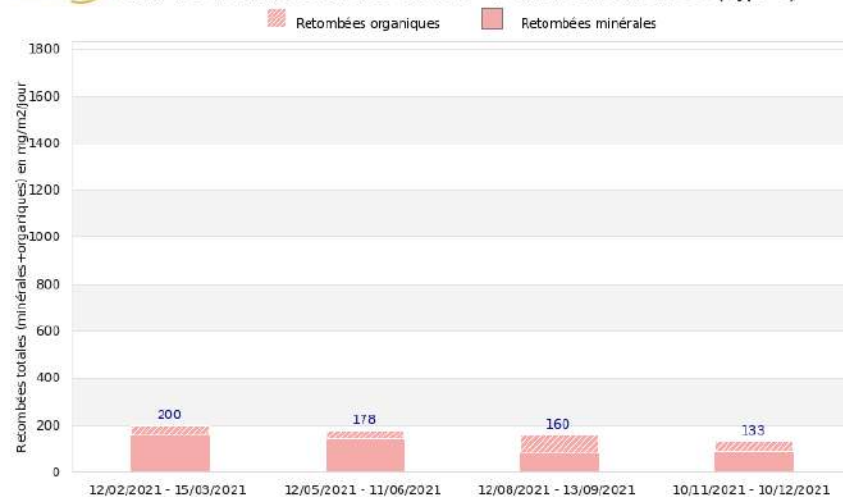 Retombées organiques
Retombées minérales
Retombées totales (minérales+organiques) en mg/m2/jour
1800
1600
1400
1200
1000
800
600
400
200
0
200
178
160
133
12/02/2021 - 15/03/2021
12/05/2021 - 11/06/2021
12/08/2021 - 13/09/2021
10/11/2021 - 10/12/2021